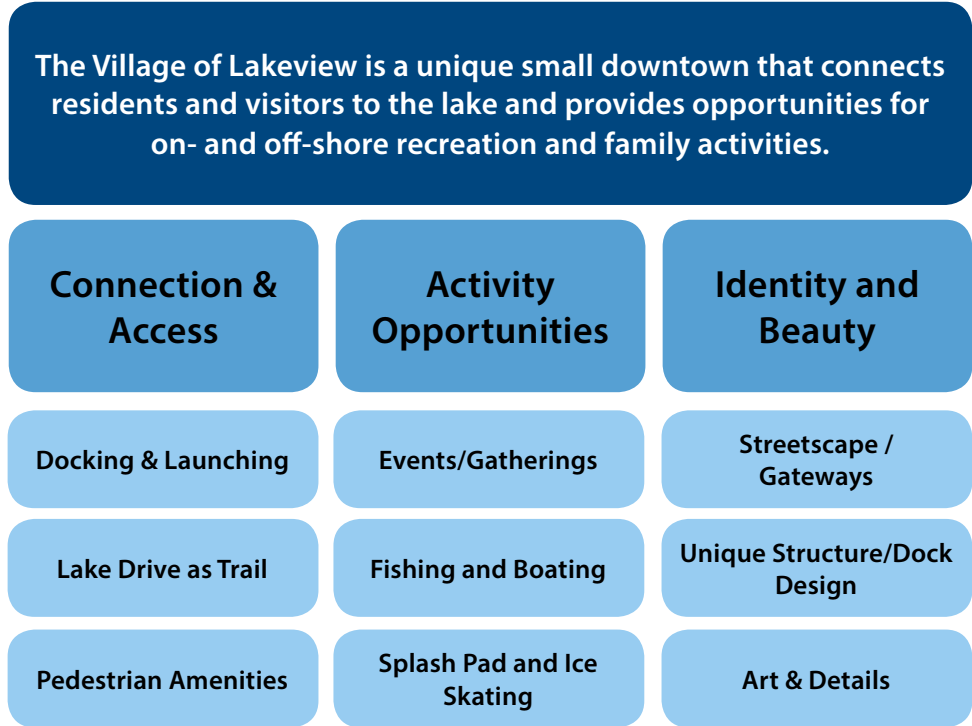 The Village of Lakeview is a unique small downtown that connects
residents and visitors to the lake and provides opportunities for
on- and off-shore recreation and family activities.
Connection &
Access
Activity
Opportunities
Identity and
Beauty
Docking & Launching
Events/Gatherings
Streetscape /
Gateways
Lake Drive as Trail
Fishing and Boating
Unique Structure/Dock
Design
Pedestrian Amenities
Splash Pad and Ice
Skating
Art & Details